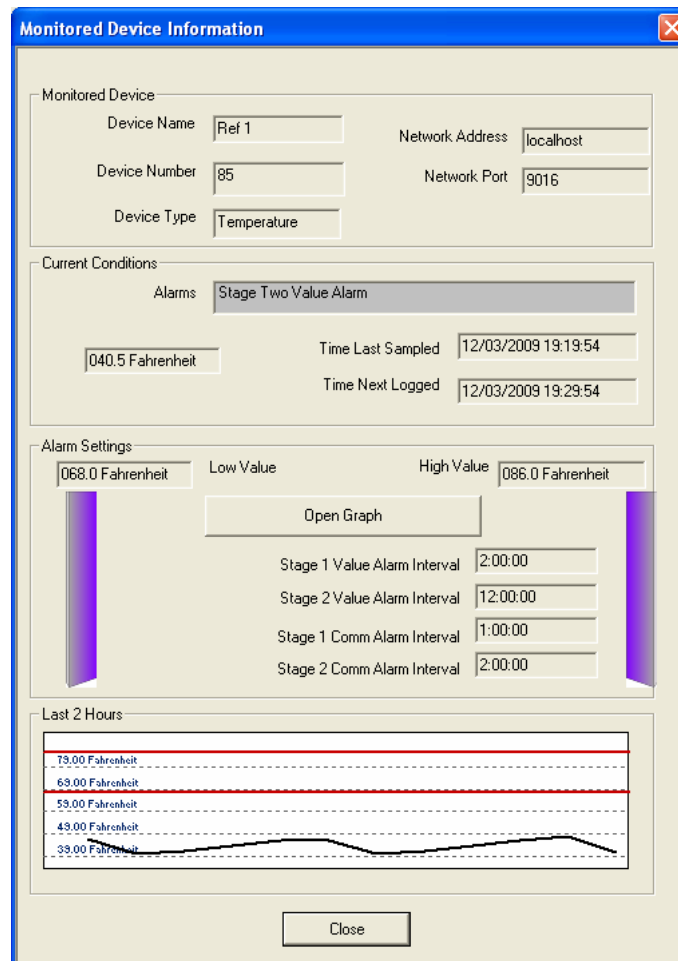 Monitored Device Information
Monitored Device
Device Name Ref 1
Network Address localhost
Device Number 85
Network Port 9016
Device Type Temperature
Current Conditions
Alarms Stage Two Value Alarm
040.5 Fahrenheit
Time Last Sampled 12/03/2009 19:19:54
Time Next Logged 12/03/2009 19:29:54
Alarm Settings
068.0 Fahrenheit Low Value High Value 086.0 Fahrenheit
Open Graph
Stage 1 Value Alarm Interval 2:00:00
Stage 2 Value Alarm Interval 12:00:00
Stage 1 Comm Alarm Interval 1:00:00
Stage 2 Comm Alarm Interval 2:00:00
Last 2 Hours
79.00 Fahrenheit
69.00 Fahrenheit
59.00 Fahrenheit
49.00 Fahrenheit
39.00 Fahrenheit
Close